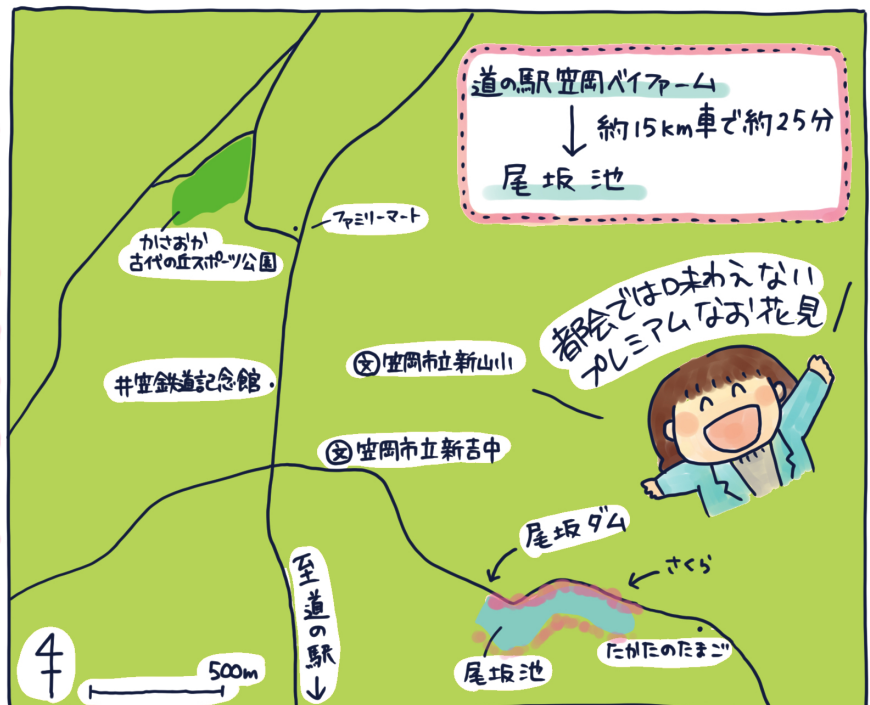 道の駅 笠岡ベイファーム
約15km車で約25分
尾坂池
ファミリーマート
かさおか
古代の丘スポーツ公園
都会では味わえない
プレミアムなお花見
文 笠岡市立新山小
井笠鉄道記念館
文 笠岡市立新吉中
尾坂ダム
至道の駅
さくら
たかたのたまご
尾坂池
500m